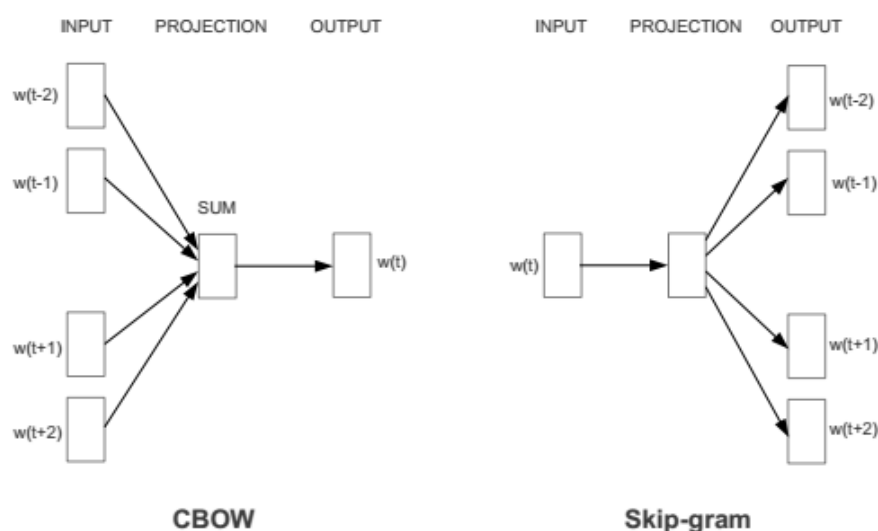 INPUT PROJECTION OUTPUT
w(t-2)
w(t-1)
SUM
w(t)
w(t+1)
w(t+2)
CBOW
INPUT PROJECTION OUTPUT
w(t-2)
w(t-1)
w(t)
w(t+1)
w(t+2)
Skip-gram